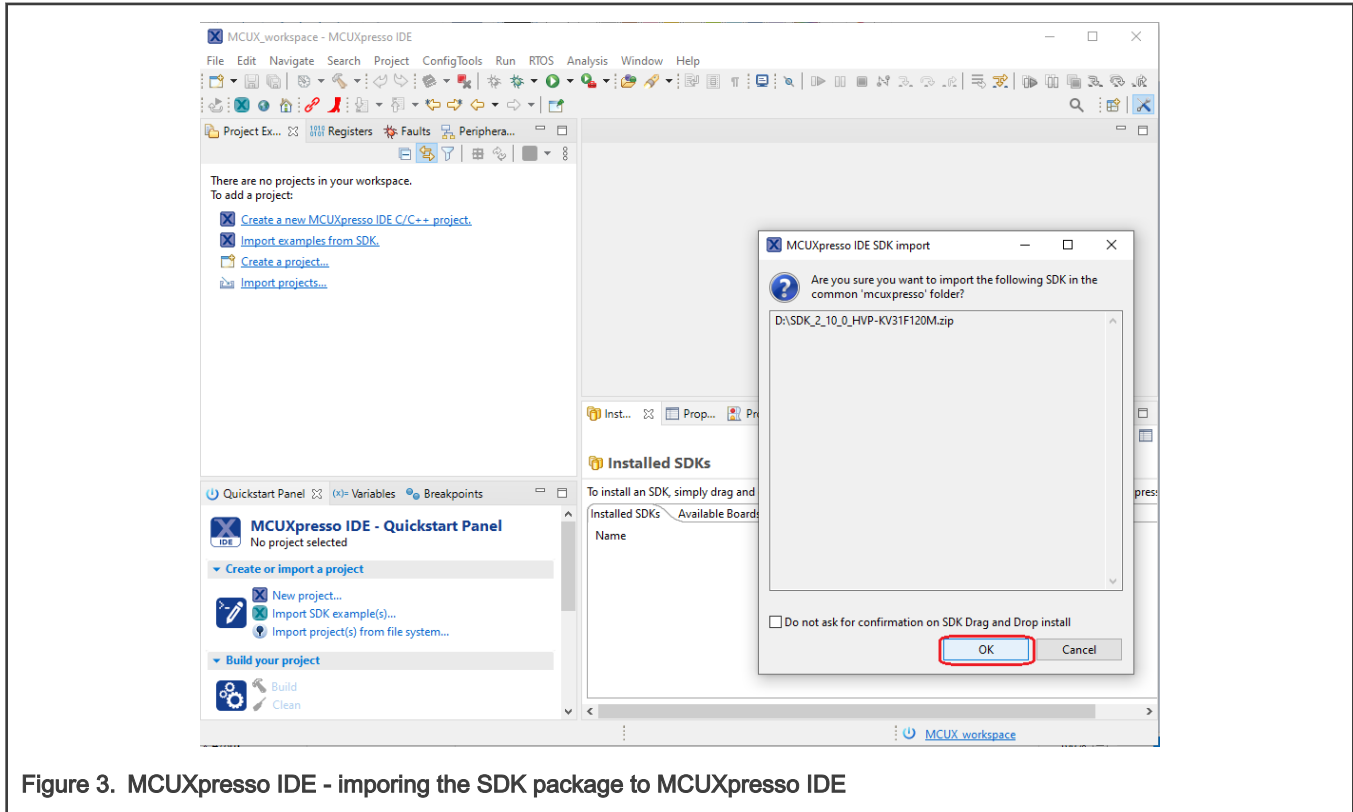 MCUX_workspace - MCUXpresso IDE
File Edit Navigate Search Project ConfigTools Run RTOS Analysis Window Help
Project Ex... Registers Faults Periphera...
There are no projects in your workspace.
To add a project:
Create a new MCUXpresso IDE C/C++ project.
Import examples from SDK.
Create a project...
Import projects...
MCUXpresso IDE SDK import
Are you sure you want to import the following SDK in the
common 'mcuxpresso' folder?
D:\SDK_2_10_0_HVP-KV31F120M.zip
Do not ask for confirmation on SDK Drag and Drop install
OK Cancel
Inst... Prop... Pr
Installed SDKs
To install an SDK, simply drag and
press
Installed SDKs Available Boards
Name
Quickstart Panel (x)= Variables Breakpoints
IDE
MCUXpresso IDE - Quickstart Panel
No project selected
Create or import a project
New project...
Import SDK example(s)...
Import project(s) from file system...
Build your project
Build
Clean
MCUX_workspace
Figure 3. MCUXpresso IDE - imporing the SDK package to MCUXpresso IDE